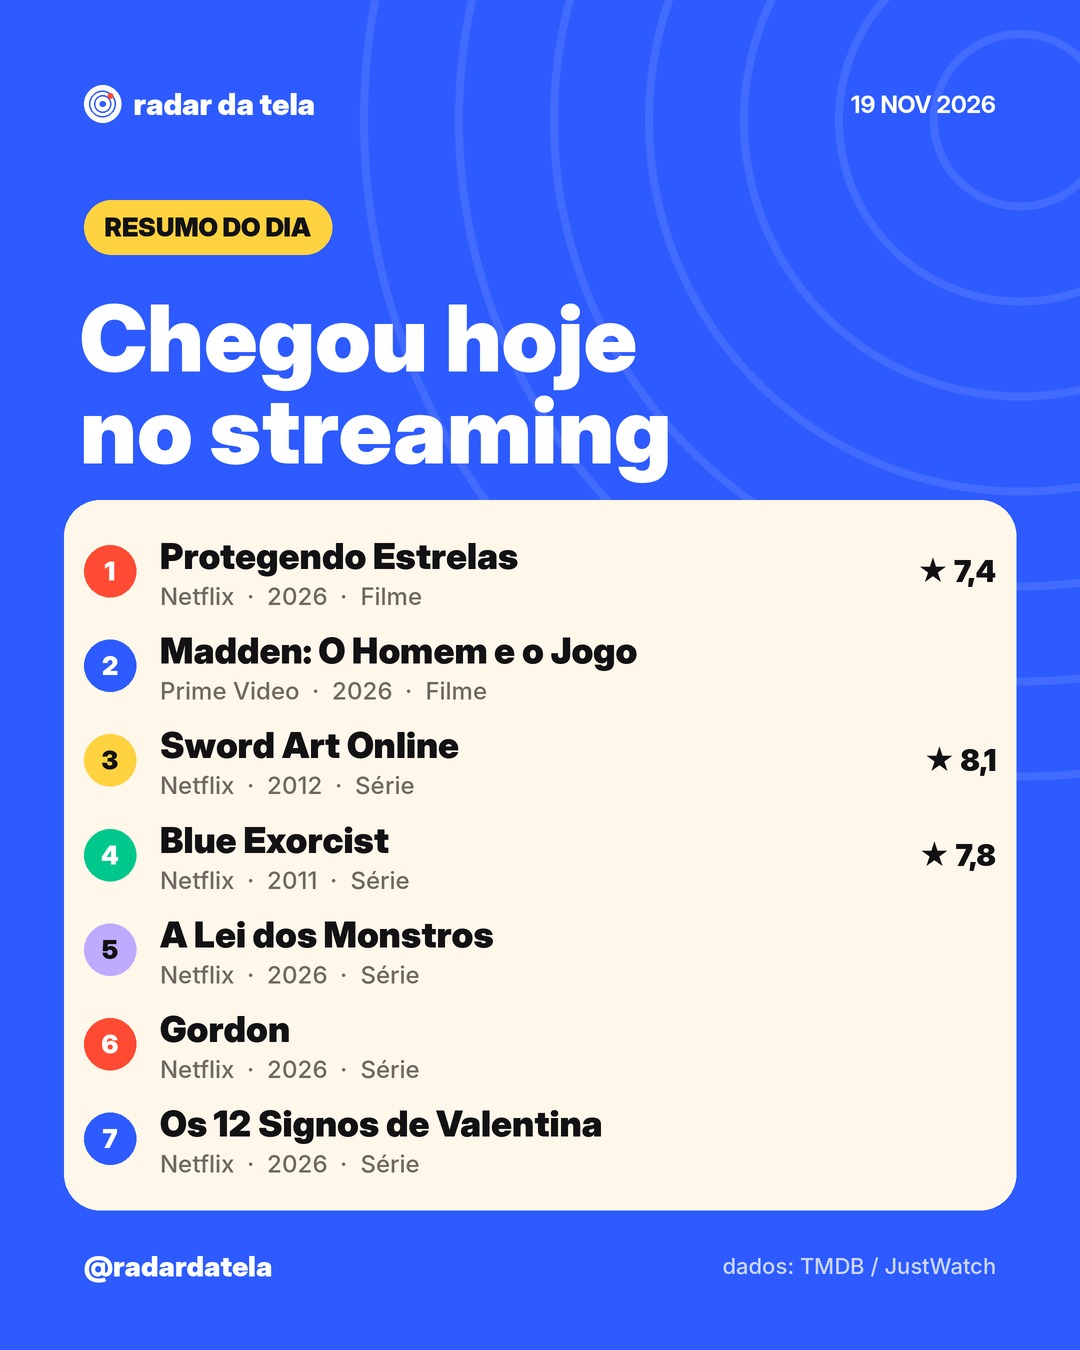 radar da tela
19 NOV 2026
RESUMO DO DIA
Chegou hoje
no streaming
1
Protegendo Estrelas
★ 7,4
Netflix · 2026 · Filme
2
Madden: O Homem e o Jogo
Prime Video · 2026 · Filme
3
Sword Art Online
★ 8,1
Netflix · 2012 · Série
4
Blue Exorcist
★ 7,8
Netflix · 2011 · Série
5
A Lei dos Monstros
Netflix · 2026 · Série
6
Gordon
Netflix · 2026 · Série
7
Os 12 Signos de Valentina
Netflix · 2026 · Série
@radardatela
dados: TMDB / JustWatch